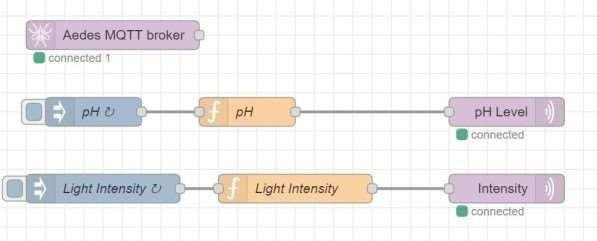 Aedes MQTT broker
connected 1
pH ↻
pH
pH Level
connected
Light Intensity ↻
Light Intensity
Intensity
connected